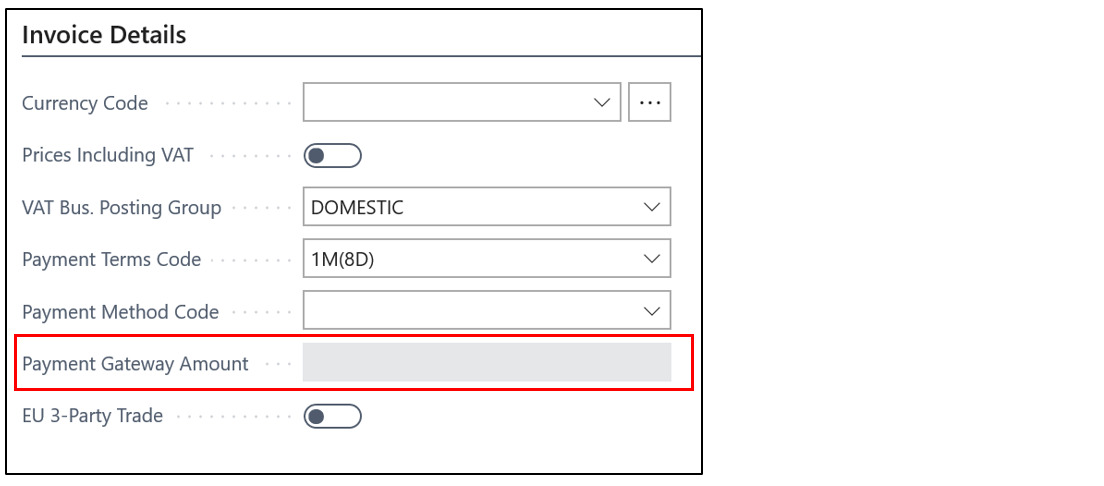 Invoice Details
Currency Code
Prices Including VAT
VAT Bus. Posting Group DOMESTIC
Payment Terms Code 1M(8D)
Payment Method Code
Payment Gateway Amount
EU 3-Party Trade